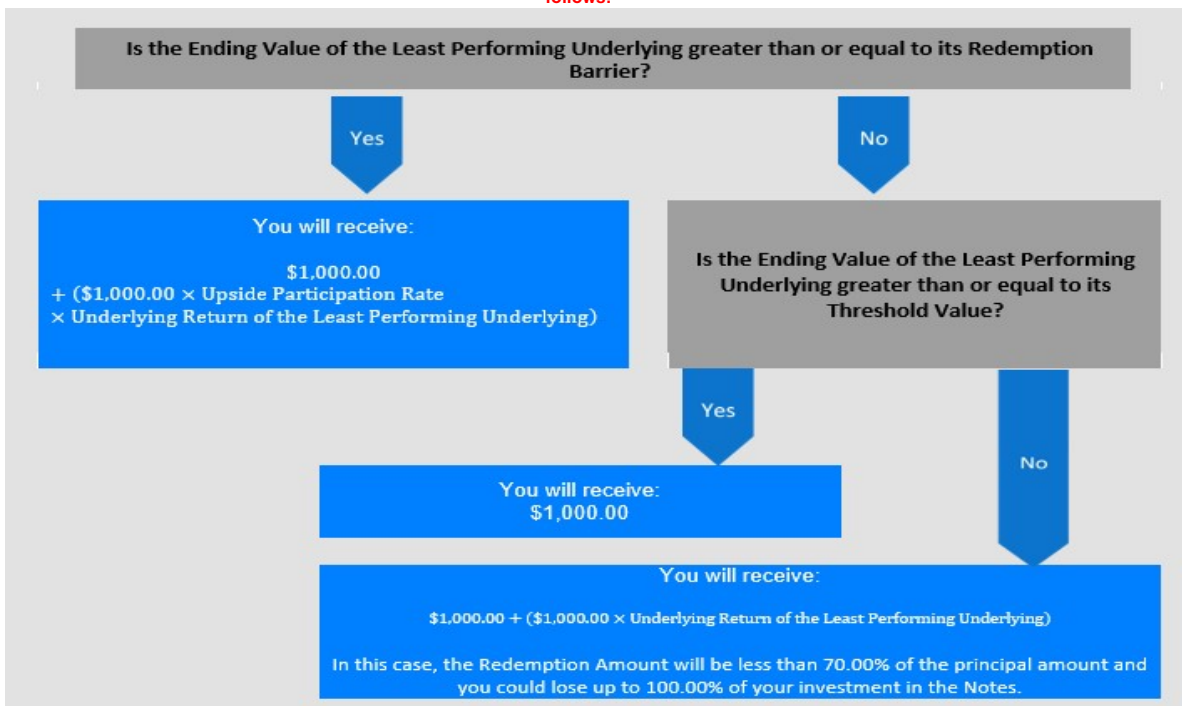 follows:
Is the Ending Value of the Least Performing Underlying greater than or equal to its Redemption
Barrier?
Yes
No
You will receive:
$1,000.00
+ ($1,000.00 × Upside Participation Rate
× Underlying Return of the Least Performing Underlying)
Is the Ending Value of the Least Performing
Underlying greater than or equal to its
Threshold Value?
Yes
No
You will receive:
$1,000.00
You will receive:
$1,000.00 + ($1,000.00 × Underlying Return of the Least Performing Underlying)
In this case, the Redemption Amount will be less than 70.00% of the principal amount and
you could lose up to 100.00% of your investment in the Notes.